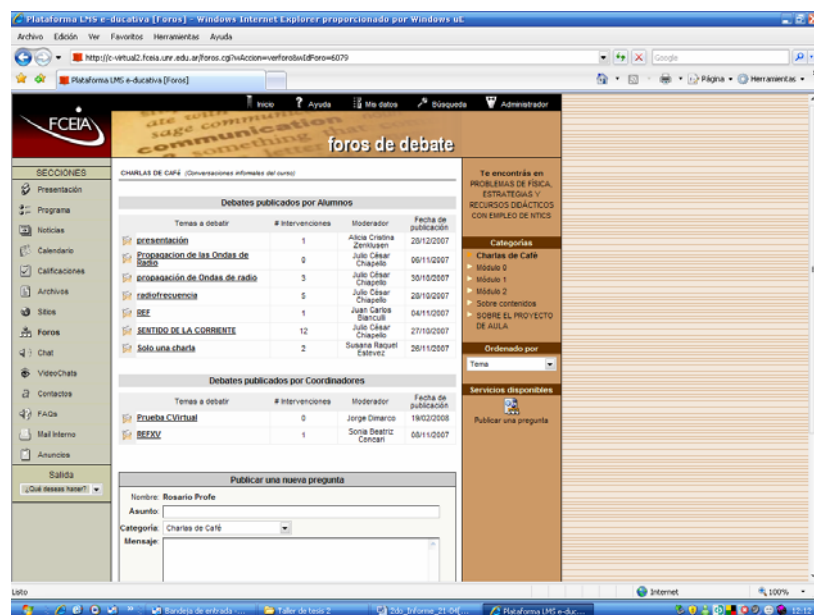 Plataforma LMS e-ducativa [Foros] - Windows Internet Explorer proporcionado por Windows uE
Archivo Edición Ver Favoritos Herramientas Ayuda
http://c-virtual2.fceia.unr.edu.ar/foros.cgi?wAccion=verforo&wIdForo=6079
Google
Plataforma LMS e-ducativa [Foros]
Página
Herramientas
Inicio Ayuda Mis datos Búsqueda Administrador
FCEIA
foros de debate
SECCIONES
Presentación
Programa
Noticias
Calendario
Calificaciones
Archivos
Sitios
Foros
Chat
VideoChats
Contactos
FAQs
Mail Interno
Anuncios
Salida
¿Qué deseas hacer?
CHARLAS DE CAFé (Conversaciones informales del curso)
Debates publicados por Alumnos
Temas a debatir # Intervenciones Moderador Fecha de publicación
presentación 1 Alicia Cristina Zenklusen 28/12/2007
Propagacion de las Ondas de Radio 0 Julio César Chiapello 06/11/2007
propagación de Ondas de radio 3 Julio César Chiapello 30/10/2007
radiofrecuencia 5 Julio César Chiapello 28/10/2007
REF 1 Juan Carlos Bianculli 04/11/2007
SENTIDO DE LA CORRIENTE 12 Julio César Chiapello 27/10/2007
Solo una charla 2 Susana Raquel Estevez 26/11/2007
Debates publicados por Coordinadores
Temas a debatir # Intervenciones Moderador Fecha de publicación
Prueba CVirtual 0 Jorge Dimarco 19/02/2008
REFXV 1 Sonia Beatriz Concari 08/11/2007
Publicar una nueva pregunta
Nombre: Rosario Profe
Asunto:
Categoría: Charlas de Café
Mensaje:
Te encontrás en
PROBLEMAS DE FÍSICA,
ESTRATEGIAS Y
RECURSOS DIDÁCTICOS
CON EMPLEO DE NTICS
Categorías
Charlas de Café
Módulo 0
Módulo 1
Módulo 2
Sobre contenidos
SOBRE EL PROYECTO
DE AULA
Ordenado por
Tema
Servicios disponibles
Publicar una pregunta
Listo
Internet
100%
Bandeja de entrada -...
Taller de tesis 2
2do_Informe_21-04[...
Plataforma LMS e-duc...
12:12